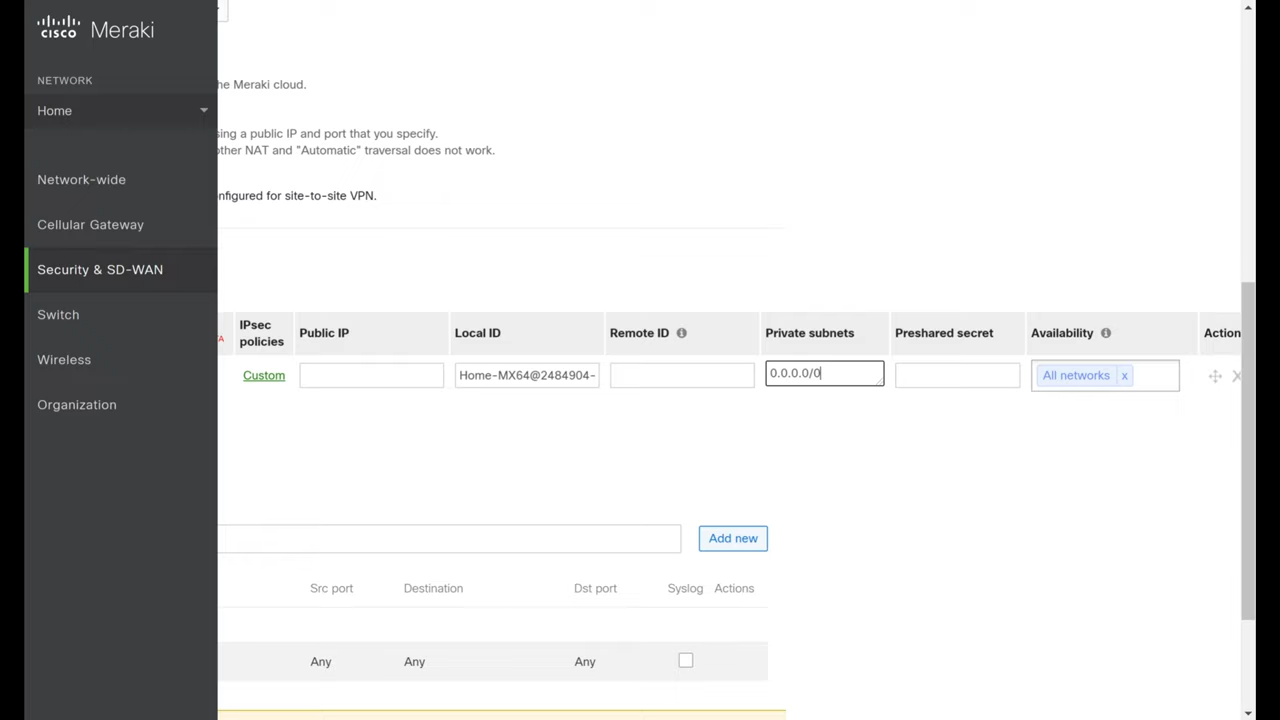 cisco Meraki
NETWORK
Home
Network-wide
Cellular Gateway
Security & SD-WAN
Switch
Wireless
Organization
he Meraki cloud.
sing a public IP and port that you specify.
other NAT and "Automatic" traversal does not work.
nfigured for site-to-site VPN.
IPsec policies Public IP Local ID Remote ID Private subnets Preshared secret Availability Action
Custom Home-MX64@2484904- 0.0.0.0/0 All networks x
Add new
Src port Destination Dst port Syslog Actions
Any Any Any